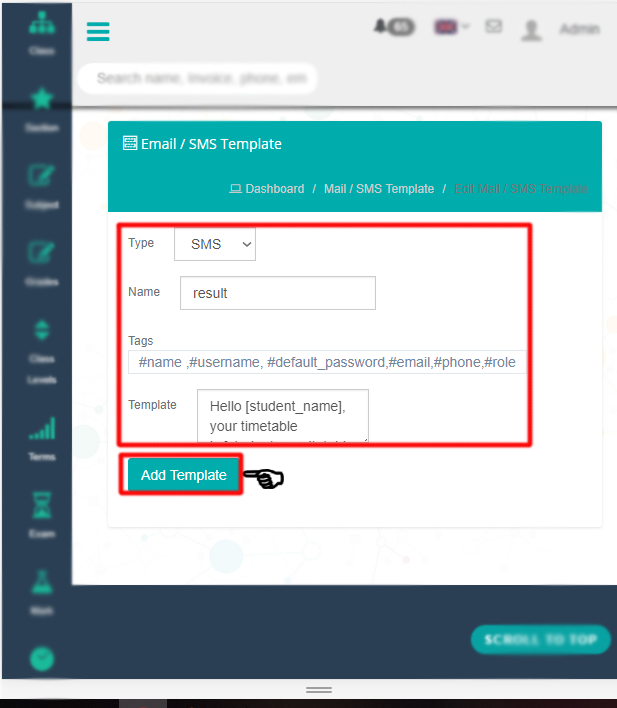 65
Admin
Search name, Invoice, phone, em
Class
Section
Subject
Grades
Class
Levels
Terms
Exam
Email / SMS Template
Dashboard / Mail / SMS Template / Edit Mail / SMS Template
Type SMS
Name result
Tags
#name ,#username, #default_password,#email,#phone,#role
Template Hello [student_name],
your timetable
Add Template
SCROLL TO TOP